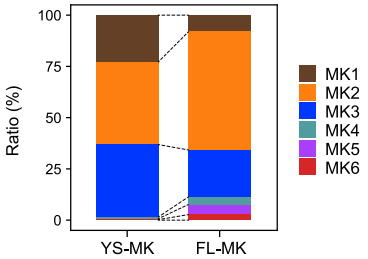 Ratio (%)
100
75
50
25
0
YS-MK
FL-MK
MK1
MK2
MK3
MK4
MK5
MK6